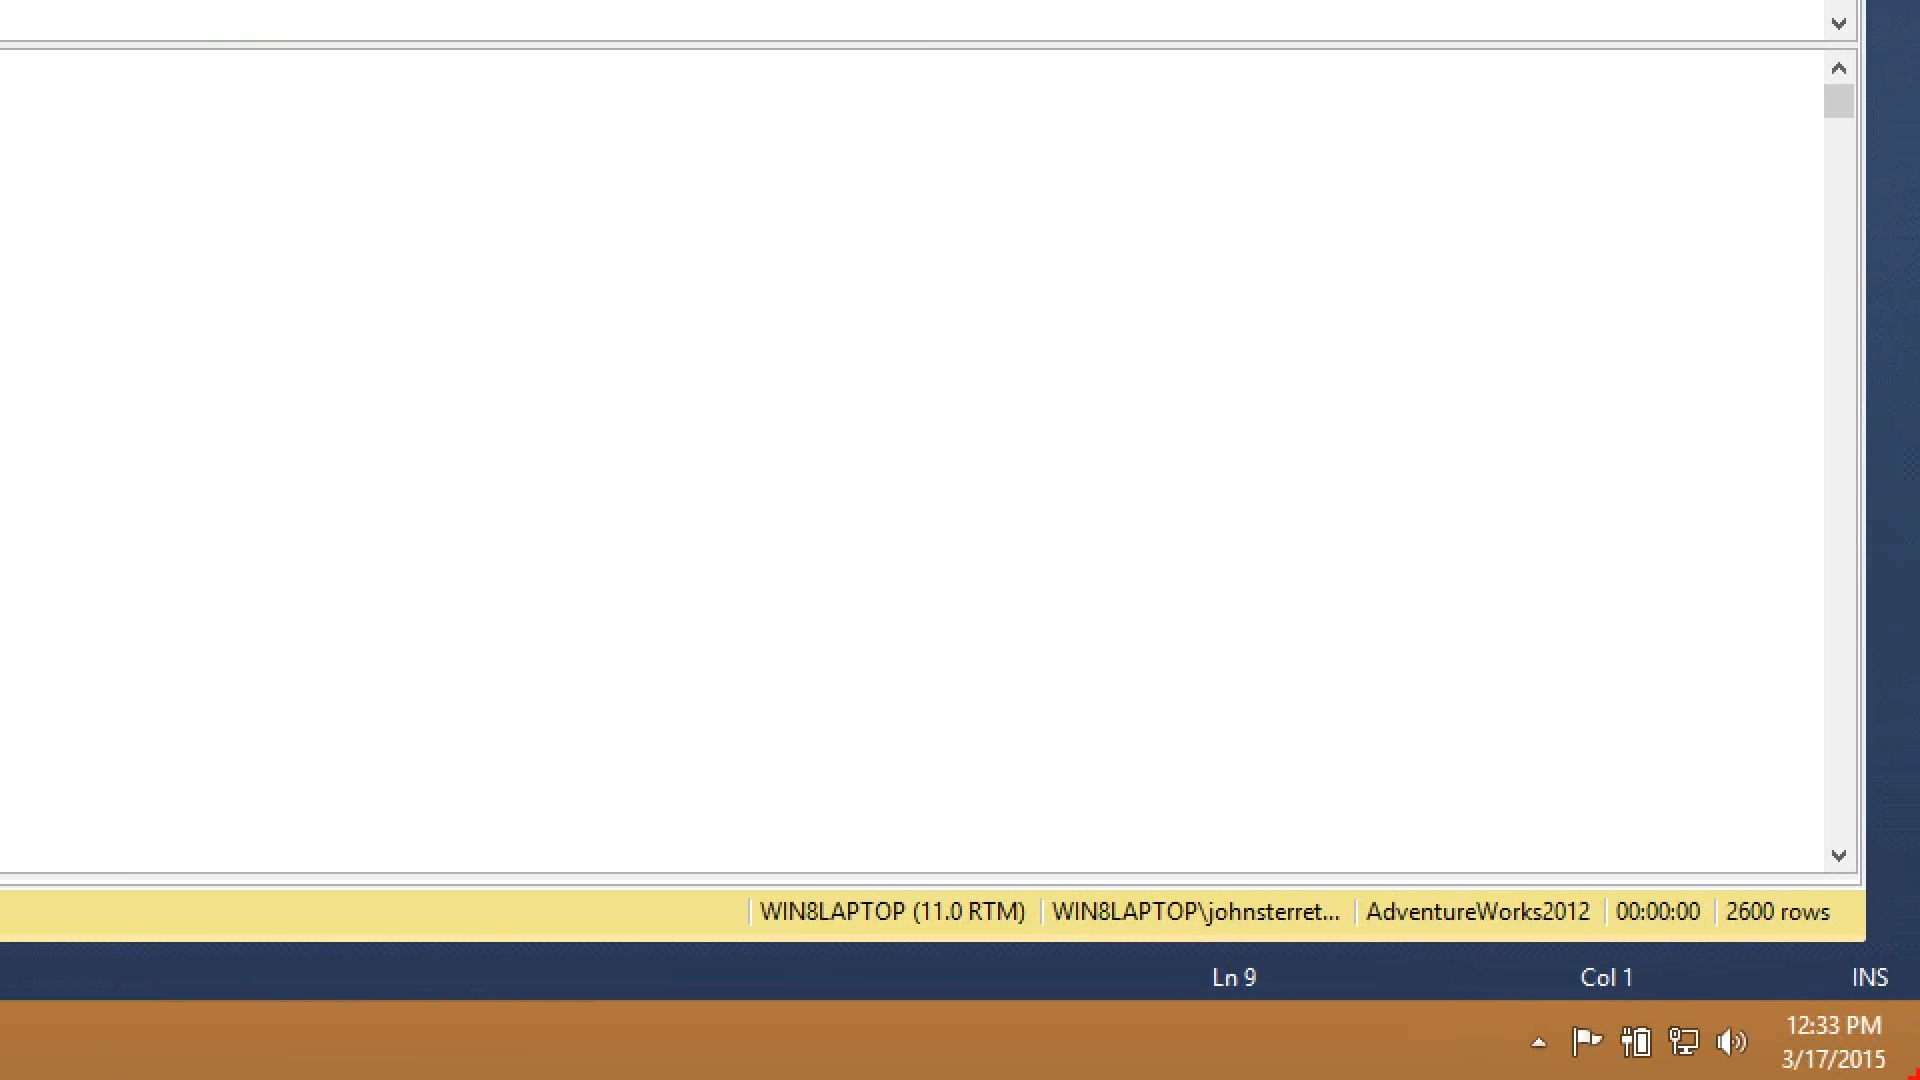 WIN8LAPTOP (11.0 RTM) WIN8LAPTOP\johnsterret... AdventureWorks2012 00:00:00 2600 rows
Ln 9 Col 1 INS
12:33 PM
3/17/2015